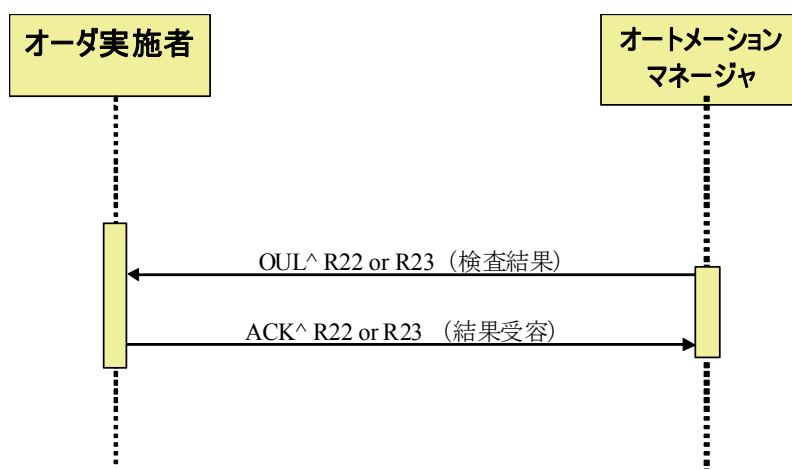 オーダ実施者
オートメーション
マネージャ
OUL^ R22 or R23（検査結果）
ACK^ R22 or R23 （結果受容）